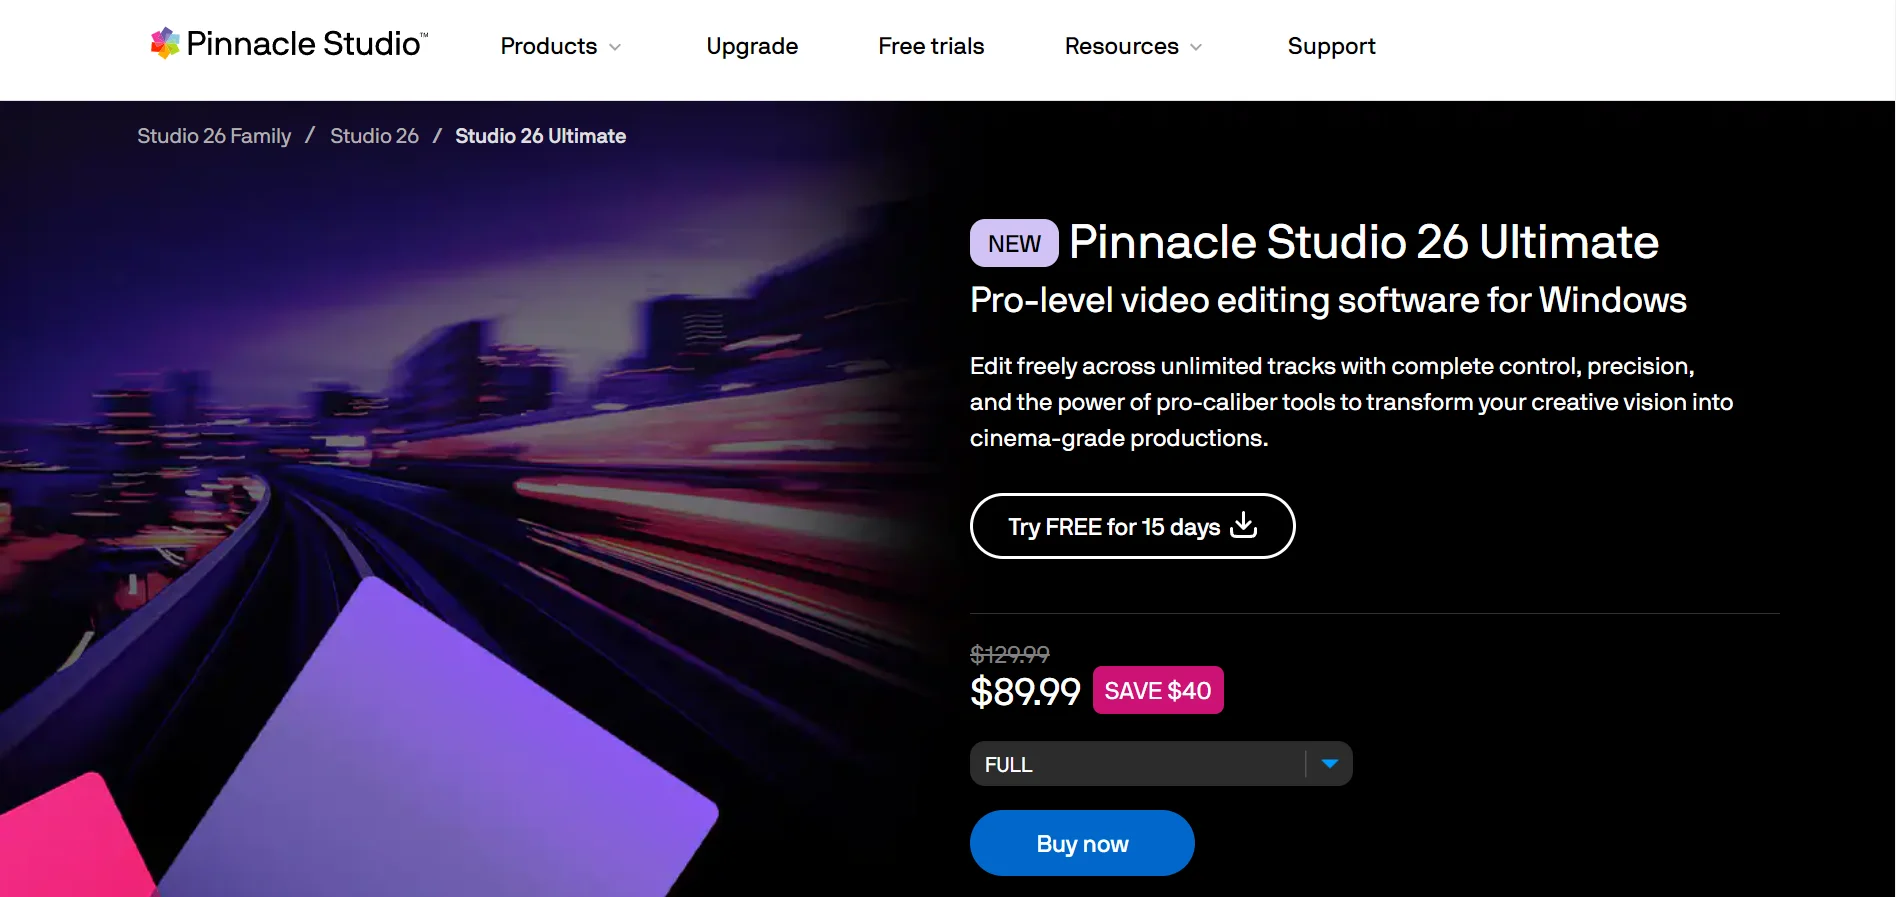 Pinnacle Studio™
Products
Upgrade
Free trials
Resources
Support
Studio 26 Family / Studio 26 / Studio 26 Ultimate
NEW Pinnacle Studio 26 Ultimate
Pro-level video editing software for Windows
Edit freely across unlimited tracks with complete control, precision,
and the power of pro-caliber tools to transform your creative vision into
cinema-grade productions.
Try FREE for 15 days
$129.99
$89.99 SAVE $40
FULL
Buy now